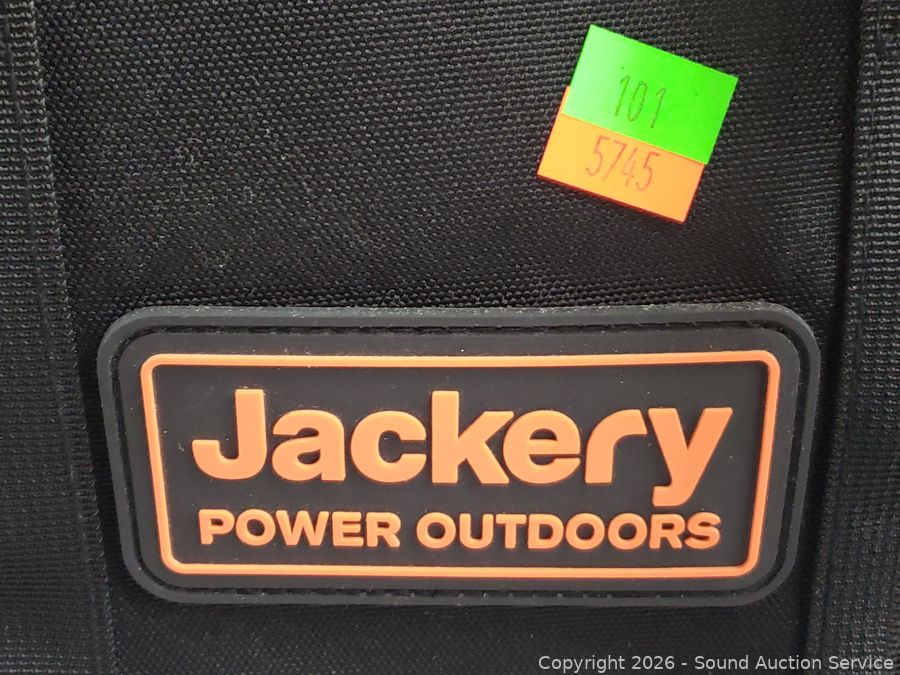 101
5745
Jackery
POWER OUTDOORS
Copyright 2026 - Sound Auction Service